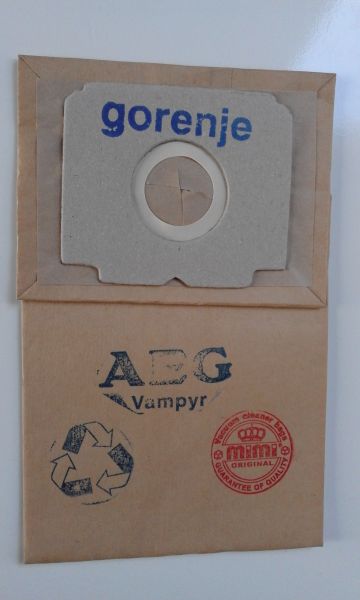 gorenje
AEG
Vampyr
Vacuum cleaner bags
mimi
ORIGINAL
GUARANTEE OF QUALITY